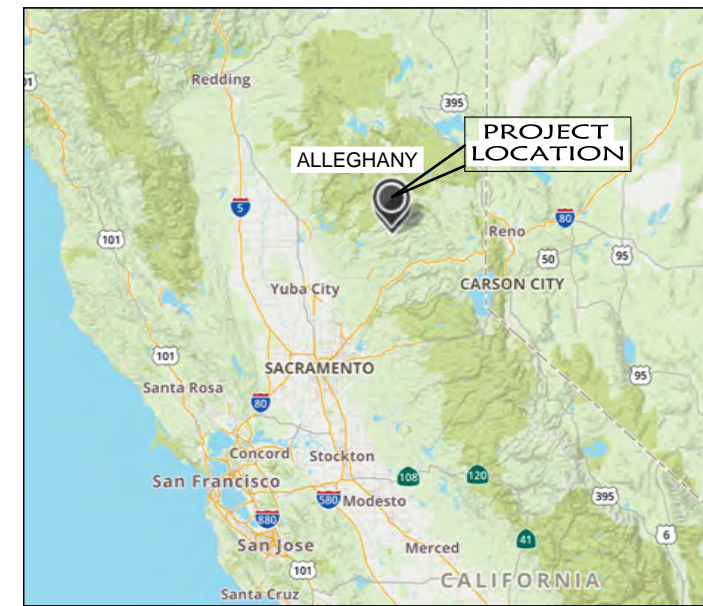 Redding
395
PROJECT
LOCATION
ALLEGHANY
5
101
Reno
80
50
95
CARSON CITY
Yuba City
101
SACRAMENTO
95
Santa Rosa
80
Concord
Stockton
San Francisco
108
120
580
Modesto
395
880
6
San Jose
41
Merced
101
CALIFORNIA
Santa Cruz